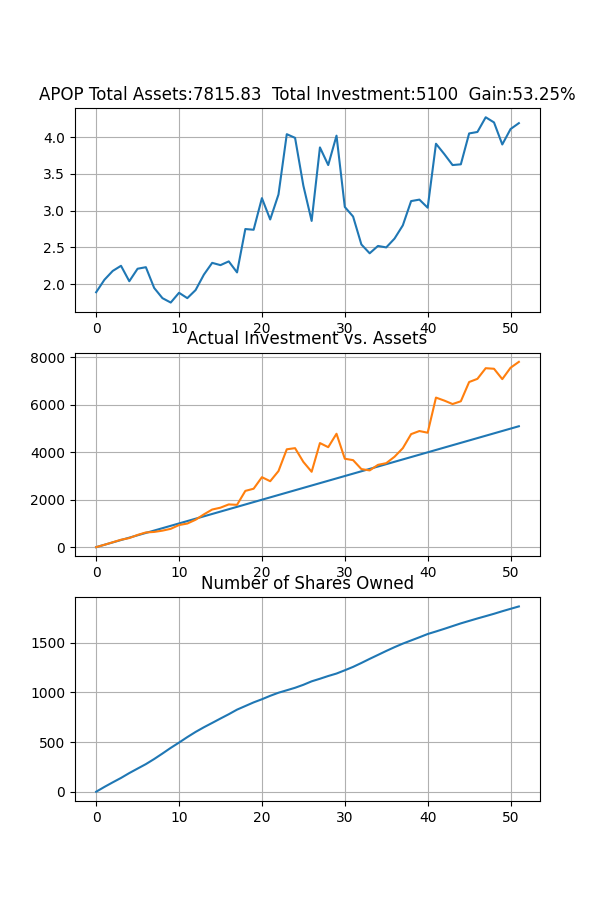 APOP Total Assets:7815.83  Total Investment:5100  Gain:53.25%
4.0
3.5
3.0
2.5
2.0
0 10 20 30 40 50
Actual Investment vs. Assets
8000
6000
4000
2000
0
0 10 20 30 40 50
Number of Shares Owned
1500
1000
500
0
0 10 20 30 40 50